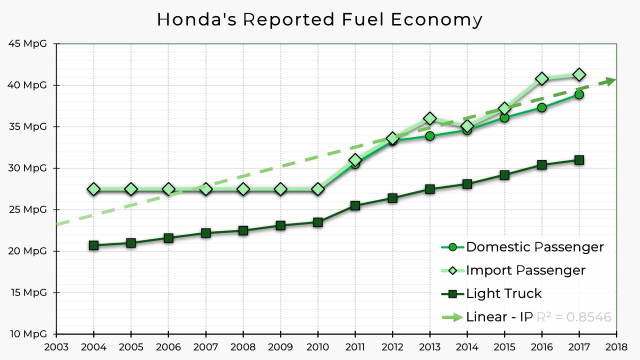 Honda's Reported Fuel Economy
45 MpG
40 MpG
35 MpG
30 MpG
25 MpG
20 MpG
15 MpG
10 MpG
Domestic Passenger
Import Passenger
Light Truck
Linear - IP R² = 0.8546
2003 2004 2005 2006 2007 2008 2009 2010 2011 2012 2013 2014 2015 2016 2017 2018